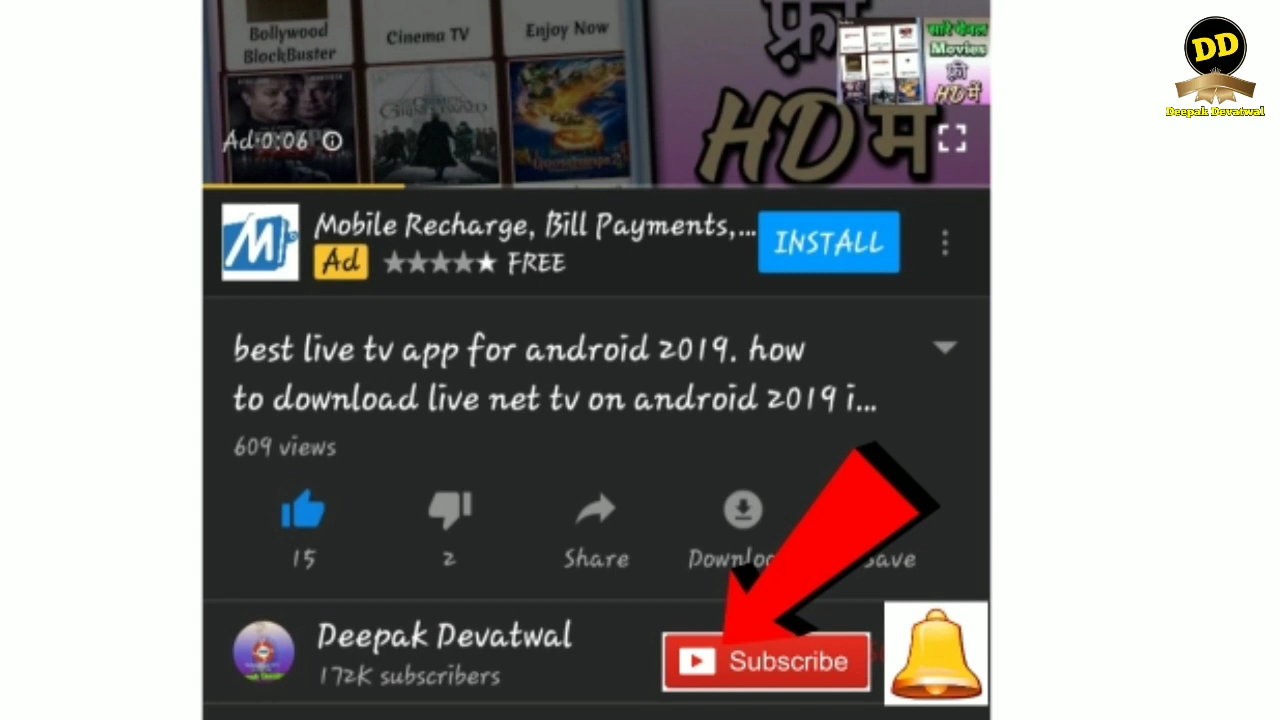 Bollywood
BlockBuster
Cinema TV
Enjoy Now
फ़्री
HD में
सारे चैनल
Movies
फ़्री
HD में
DD
Deepak Devatwal
Ad·0:06
Mobile Recharge, Bill Payments,...
Ad
FREE
INSTALL
best live tv app for android 2019. how
to download live net tv on android 2019 i...
609 views
15
2
Share
Downloa
Save
Deepak Devatwal
172K subscribers
Subscribe